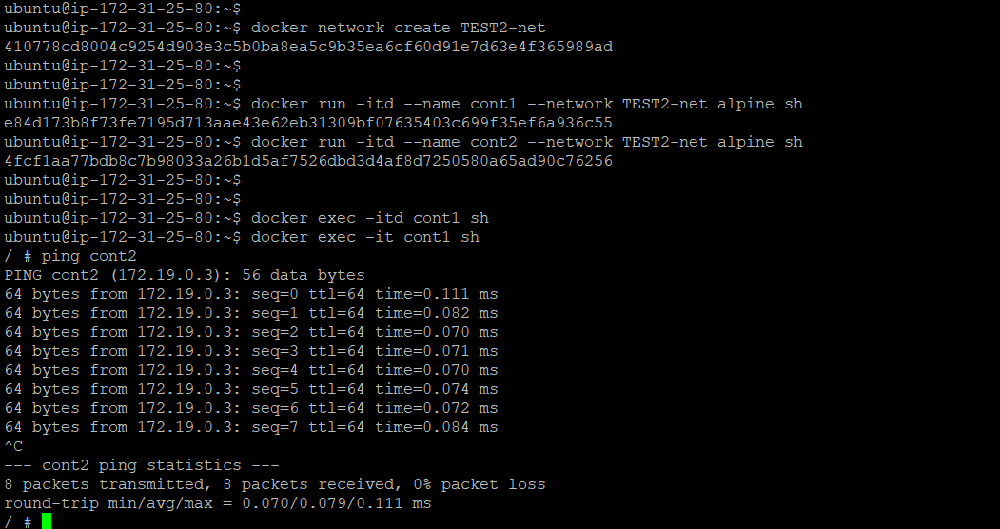 ubuntu@ip-172-31-25-80:~$
ubuntu@ip-172-31-25-80:~$ docker network create TEST2-net
410778cd8004c9254d903e3c5b0ba8ea5c9b35ea6cf60d91e7d63e4f365989ad
ubuntu@ip-172-31-25-80:~$
ubuntu@ip-172-31-25-80:~$
ubuntu@ip-172-31-25-80:~$ docker run -itd --name cont1 --network TEST2-net alpine sh
e84d173b8f73fe7195d713aae43e62eb31309bf07635403c699f35ef6a936c55
ubuntu@ip-172-31-25-80:~$ docker run -itd --name cont2 --network TEST2-net alpine sh
4fcf1aa77bdb8c7b98033a26b1d5af7526dbd3d4af8d7250580a65ad90c76256
ubuntu@ip-172-31-25-80:~$
ubuntu@ip-172-31-25-80:~$
ubuntu@ip-172-31-25-80:~$ docker exec -itd cont1 sh
ubuntu@ip-172-31-25-80:~$ docker exec -it cont1 sh
/ # ping cont2
PING cont2 (172.19.0.3): 56 data bytes
64 bytes from 172.19.0.3: seq=0 ttl=64 time=0.111 ms
64 bytes from 172.19.0.3: seq=1 ttl=64 time=0.082 ms
64 bytes from 172.19.0.3: seq=2 ttl=64 time=0.070 ms
64 bytes from 172.19.0.3: seq=3 ttl=64 time=0.071 ms
64 bytes from 172.19.0.3: seq=4 ttl=64 time=0.070 ms
64 bytes from 172.19.0.3: seq=5 ttl=64 time=0.074 ms
64 bytes from 172.19.0.3: seq=6 ttl=64 time=0.072 ms
64 bytes from 172.19.0.3: seq=7 ttl=64 time=0.084 ms
^C
--- cont2 ping statistics ---
8 packets transmitted, 8 packets received, 0% packet loss
round-trip min/avg/max = 0.070/0.079/0.111 ms
/ #